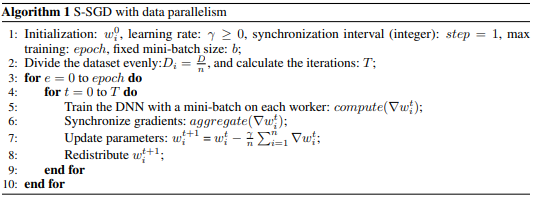 Algorithm 1 S-SGD with data parallelism
1: Initialization: $w_i^0$, learning rate: $\gamma \geq 0$, synchronization interval (integer): $step = 1$, max
training: $epoch$, fixed mini-batch size: $b$;
2: Divide the dataset evenly:$D_i = \frac{D}{n}$, and calculate the iterations: $T$;
3: for $e = 0$ to $epoch$ do
4: for $t = 0$ to $T$ do
5: Train the DNN with a mini-batch on each worker: $compute(\nabla w_i^t)$;
6: Synchronize gradients: $aggregate(\nabla w_i^t)$;
7: Update parameters: $w_i^{t+1} = w_i^t - \frac{\gamma}{n} \sum_{i=1}^{n} \nabla w_i^t$;
8: Redistribute $w_i^{t+1}$;
9: end for
10: end for